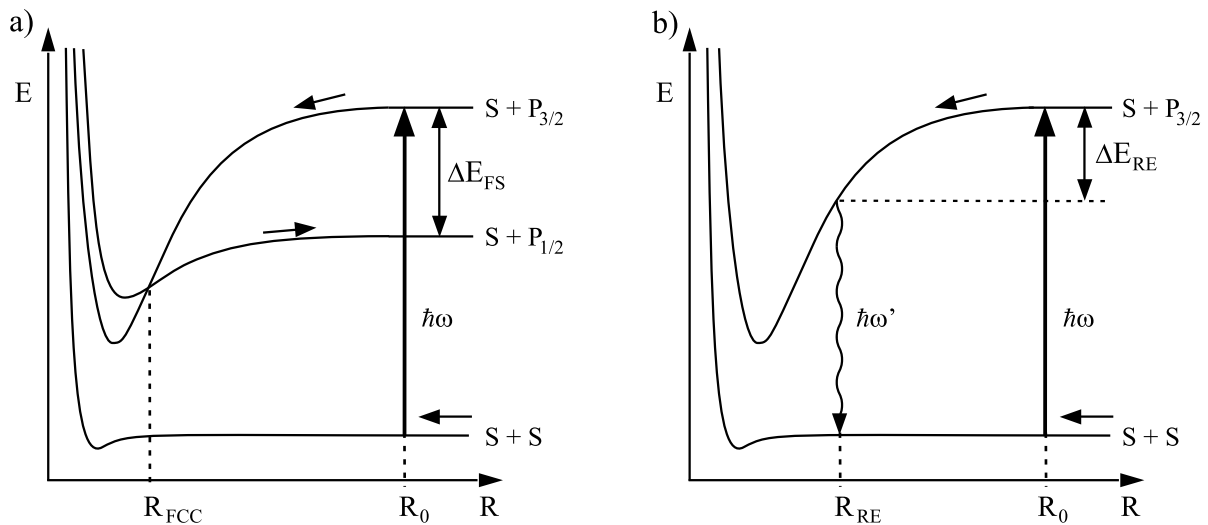 a)
E
S + P3/2
ΔEFS
S + P1/2
ħω
S + S
RFCC
R0
R
b)
E
S + P3/2
ΔERE
ħω’
ħω
S + S
RRE
R0
R